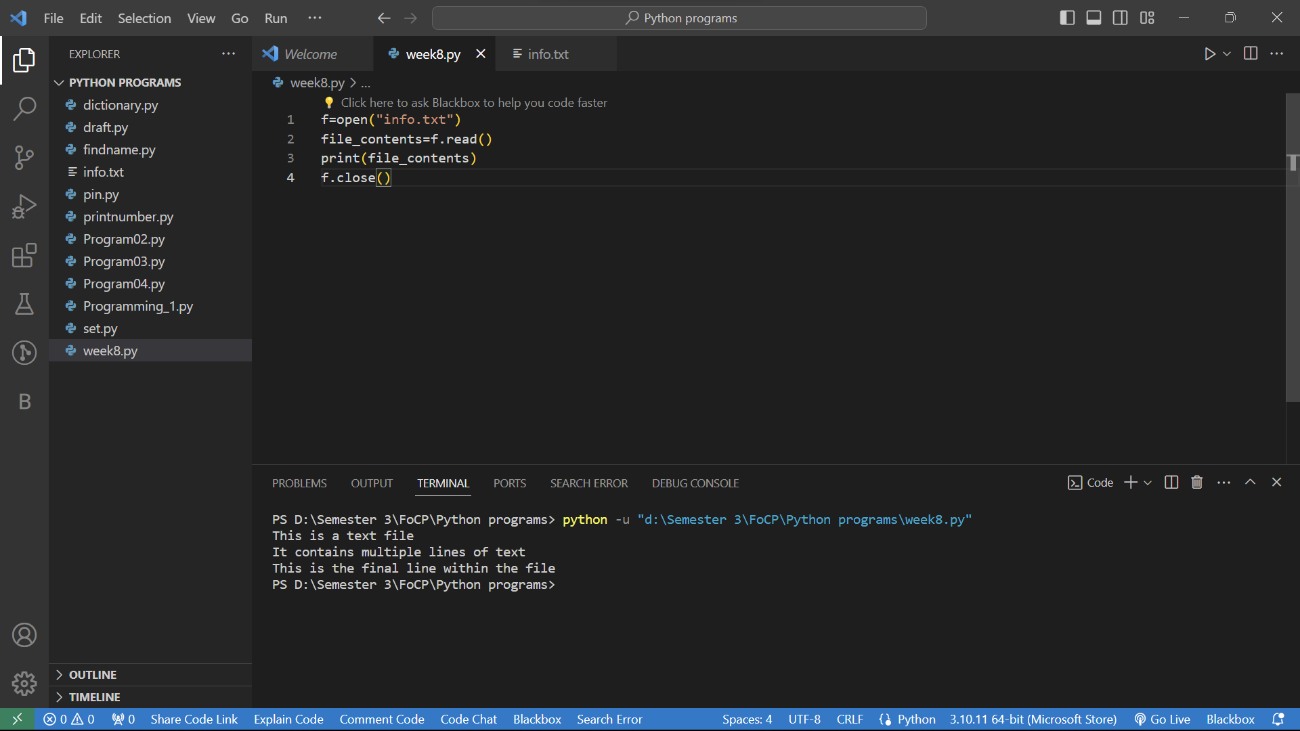 File Edit Selection View Go Run ... Python programs
EXPLORER ...
PYTHON PROGRAMS
dictionary.py
draft.py
findname.py
info.txt
pin.py
printnumber.py
Program02.py
Program03.py
Program04.py
Programming_1.py
set.py
week8.py
B
OUTLINE
TIMELINE
Welcome week8.py info.txt
week8.py > ...
Click here to ask Blackbox to help you code faster
1 f=open("info.txt")
2 file_contents=f.read()
3 print(file_contents)
4 f.close()
PROBLEMS OUTPUT TERMINAL PORTS SEARCH ERROR DEBUG CONSOLE Code
PS D:\Semester 3\FoCP\Python programs> python -u "d:\Semester 3\FoCP\Python programs\week8.py"
This is a text file
It contains multiple lines of text
This is the final line within the file
PS D:\Semester 3\FoCP\Python programs>
0 0 0 Share Code Link Explain Code Comment Code Code Chat Blackbox Search Error Spaces: 4 UTF-8 CRLF Python 3.10.11 64-bit (Microsoft Store) Go Live Blackbox